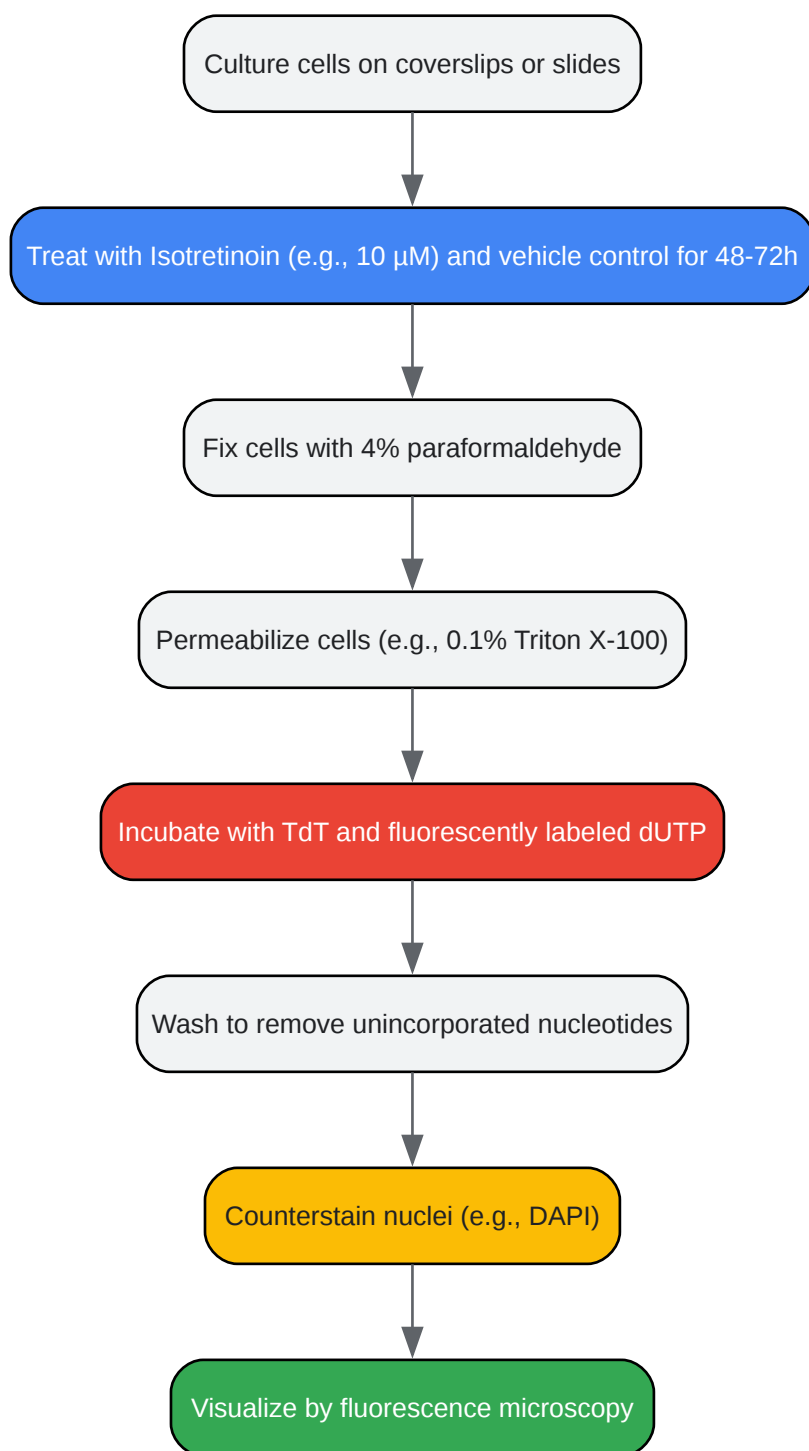 Culture cells on coverslips or slides
Treat with Isotretinoin (e.g., 10 µM) and vehicle control for 48-72h
Fix cells with 4% paraformaldehyde
Permeabilize cells (e.g., 0.1% Triton X-100)
Incubate with TdT and fluorescently labeled dUTP
Wash to remove unincorporated nucleotides
Counterstain nuclei (e.g., DAPI)
Visualize by fluorescence microscopy